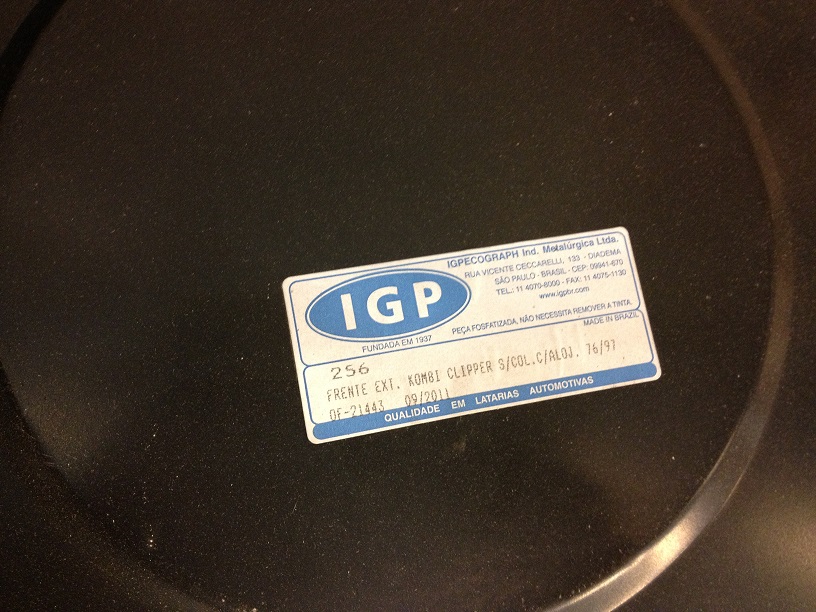 IGPECOGRAPH Ind. Metalúrgica Ltda.
RUA VICENTE CECCARELLI, 133 - DIADEMA
SÃO PAULO - BRASIL - CEP: 09941-670
TEL.: 11 4070-6000 - FAX: 11 4075-1130
www.igpbr.com
IGP
FUNDADA EM 1937
PEÇA FOSFATIZADA, NÃO NECESSITA REMOVER A TINTA.
MADE IN BRAZIL
256
FRENTE EXT. KOMBI CLIPPER S/COL.C/ALOJ. 76/97
OF-21443 09/2011
QUALIDADE EM LATARIAS AUTOMOTIVAS